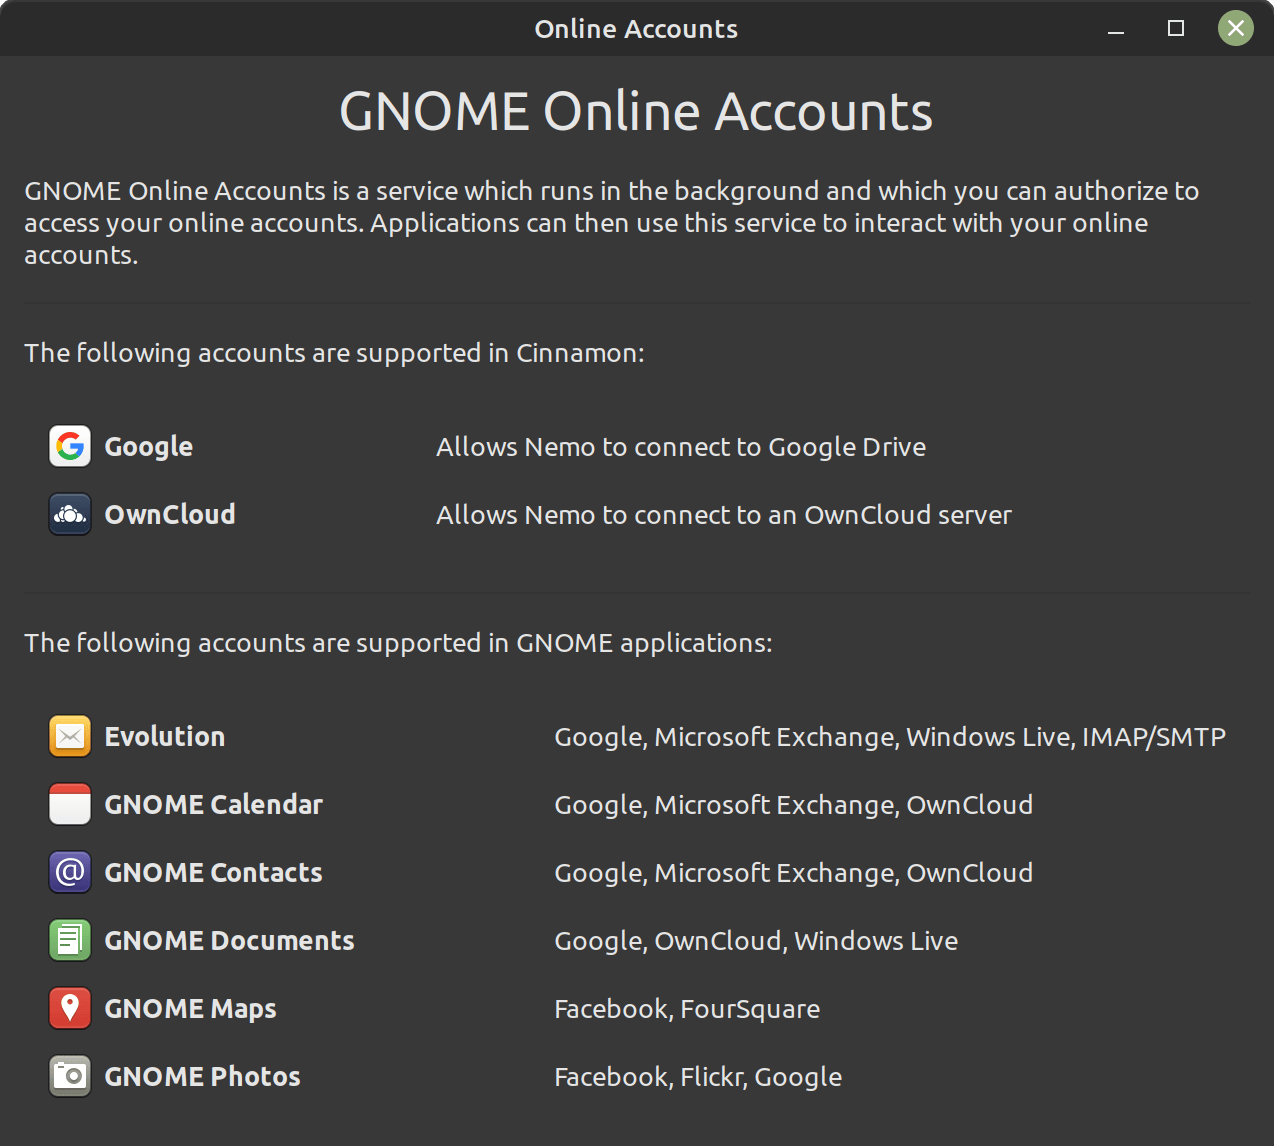 Online Accounts
GNOME Online Accounts
GNOME Online Accounts is a service which runs in the background and which you can authorize to
access your online accounts. Applications can then use this service to interact with your online
accounts.
The following accounts are supported in Cinnamon:
Google Allows Nemo to connect to Google Drive
OwnCloud Allows Nemo to connect to an OwnCloud server
The following accounts are supported in GNOME applications:
Evolution Google, Microsoft Exchange, Windows Live, IMAP/SMTP
GNOME Calendar Google, Microsoft Exchange, OwnCloud
@ GNOME Contacts Google, Microsoft Exchange, OwnCloud
GNOME Documents Google, OwnCloud, Windows Live
GNOME Maps Facebook, FourSquare
GNOME Photos Facebook, Flickr, Google